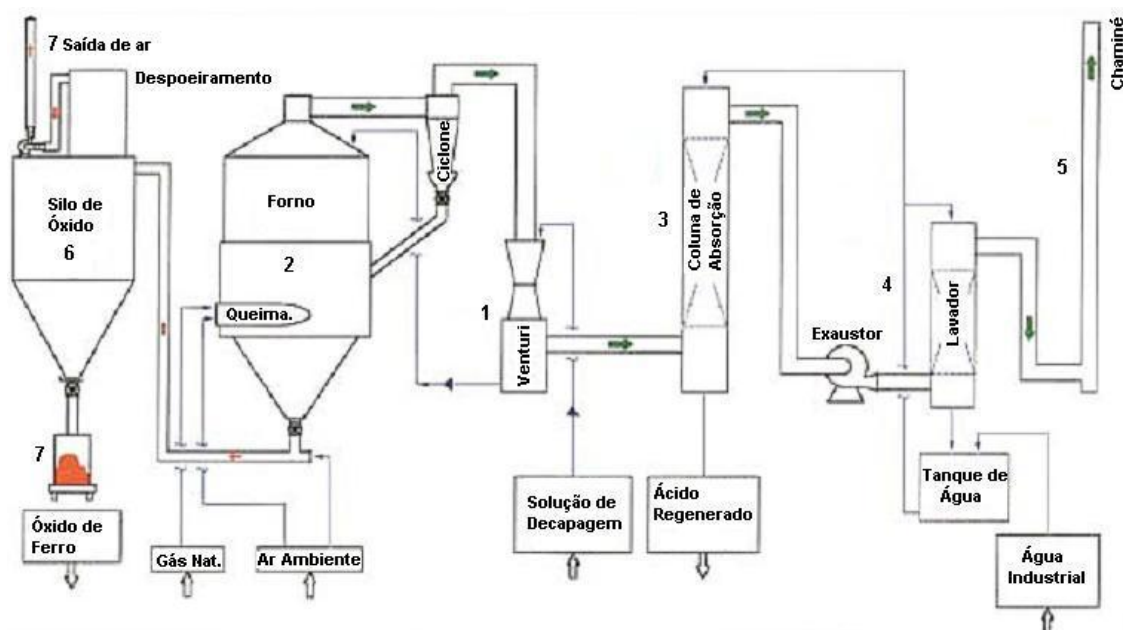 7 Saída de ar
Despoeiramento
Silo de
Óxido
6
7
Óxido de
Ferro
Forno
2
Queima.
Gás Nat.
Ar Ambiente
Ciclone
1
Venturi
Solução de
Decapagem
3
Coluna de
Absorção
Ácido
Regenerado
Exaustor
4
Lavador
Tanque de
Água
Água
Industrial
5
Chaminé